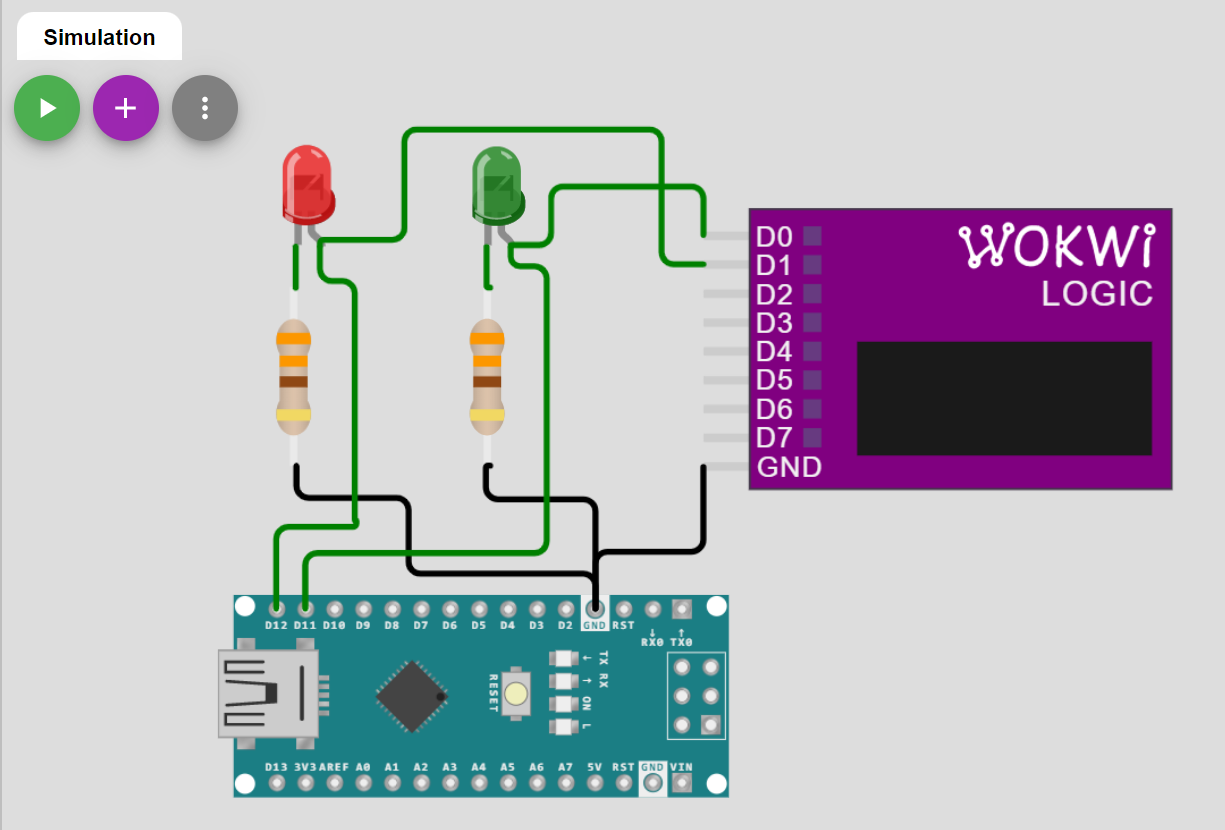 Simulation
WOKWi
LOGIC
D0
D1
D2
D3
D4
D5
D6
D7
GND
D12 D11 D10 D9 D8 D7 D6 D5 D4 D3 D2 GND RST
↓ ↑
RX0 TX0
← TX
→ RX
ON
L
RESET
D13 3V3 AREF A0 A1 A2 A3 A4 A5 A6 A7 5V RST GND VIN